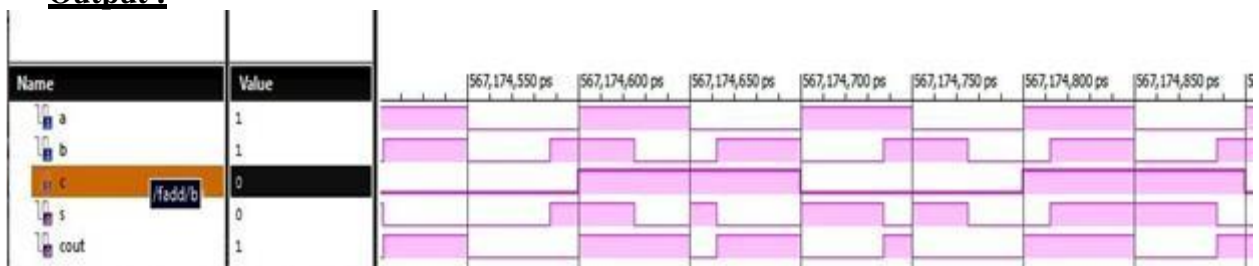 Output :
Name Value
567,174,550 ps 567,174,600 ps 567,174,650 ps 567,174,700 ps 567,174,750 ps 567,174,800 ps 567,174,850 ps
a 1
b 1
c 0
/fadd/b
s 0
cout 1